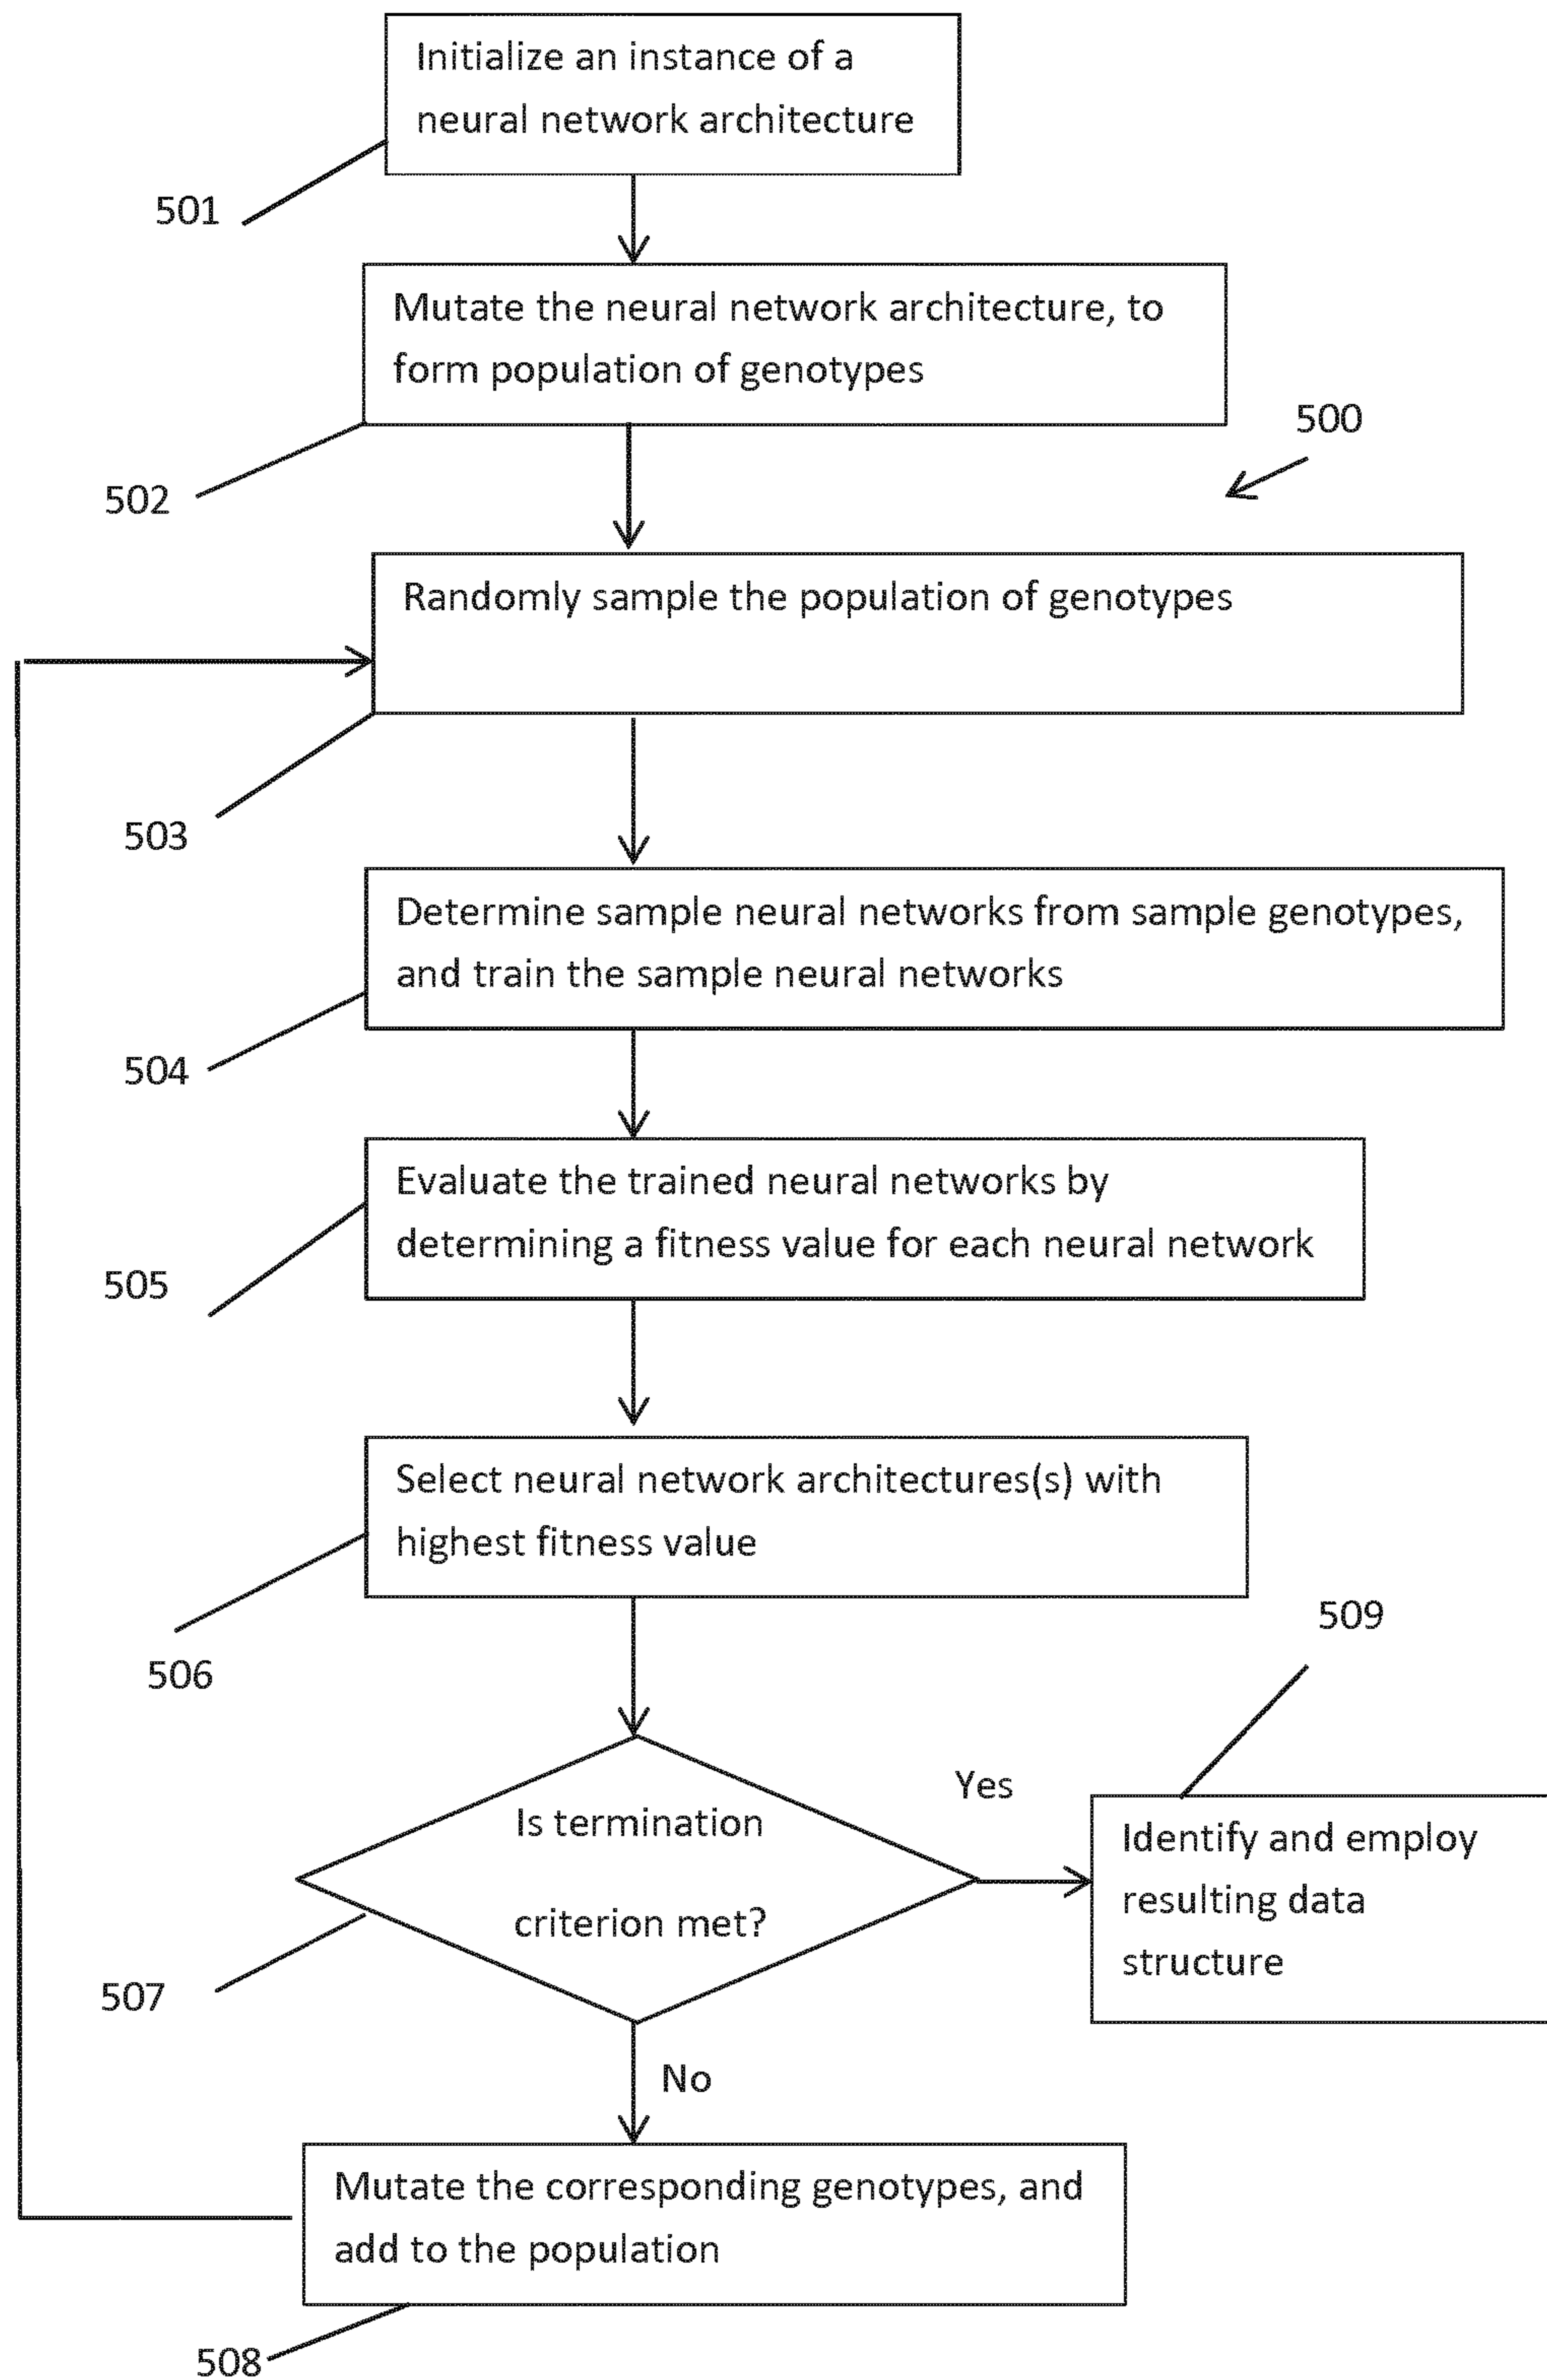 Initialize an instance of a
neural network architecture
501
Mutate the neural network architecture, to
form population of genotypes
500
502
Randomly sample the population of genotypes
503
Determine sample neural networks from sample genotypes,
and train the sample neural networks
504
Evaluate the trained neural networks by
determining a fitness value for each neural network
505
Select neural network architectures(s) with
highest fitness value
506
509
Is termination
criterion met?
Yes
Identify and employ
resulting data
structure
507
No
Mutate the corresponding genotypes, and
add to the population
508